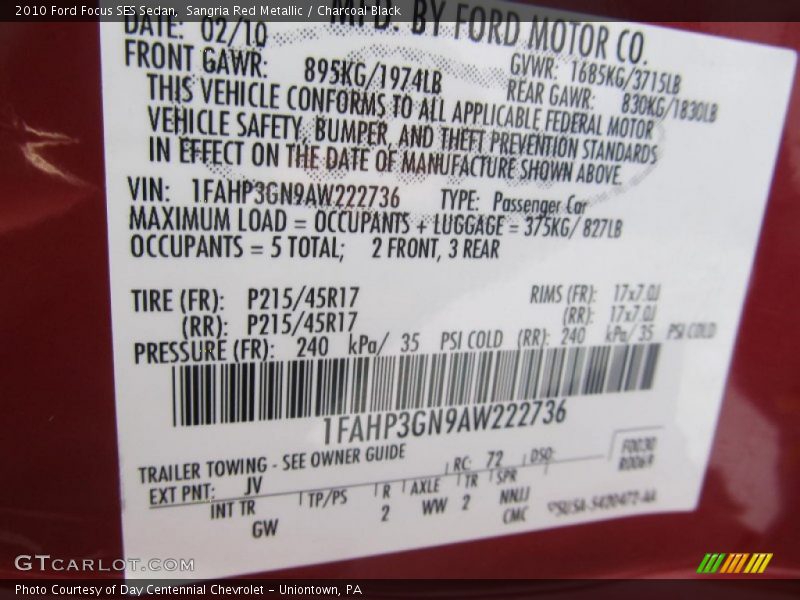 2010 Ford Focus SES Sedan,  Sangria Red Metallic / Charcoal Black
MFD. BY FORD MOTOR CO.
DATE: 02/10
GVWR: 1685KG/3715LB
FRONT GAWR: 895KG/1974LB
REAR GAWR: 830KG/1830LB
THIS VEHICLE CONFORMS TO ALL APPLICABLE FEDERAL MOTOR
VEHICLE SAFETY, BUMPER, AND THEFT PREVENTION STANDARDS
IN EFFECT ON THE DATE OF MANUFACTURE SHOWN ABOVE
VIN: 1FAHP3GN9AW222736 TYPE: Passenger Car
MAXIMUM LOAD = OCCUPANTS + LUGGAGE = 375KG/ 827LB
OCCUPANTS = 5 TOTAL; 2 FRONT, 3 REAR
TIRE (FR): P215/45R17 RIMS (FR): 17x7.0J
(RR): P215/45R17 (RR): 17x7.0J
PRESSURE (FR): 240 kPa/ 35 PSI COLD (RR): 240 kPa/ 35 PSI COLD
1FAHP3GN9AW222736
TRAILER TOWING - SEE OWNER GUIDE
RC: 72 DSO:
EXT PNT: JV
INT TR TP/PS R AXLE TR SPR
GW 2 WW 2 NNJJ
CMC
GTCARLOT.COM
Photo Courtesy of Day Centennial Chevrolet – Uniontown, PA